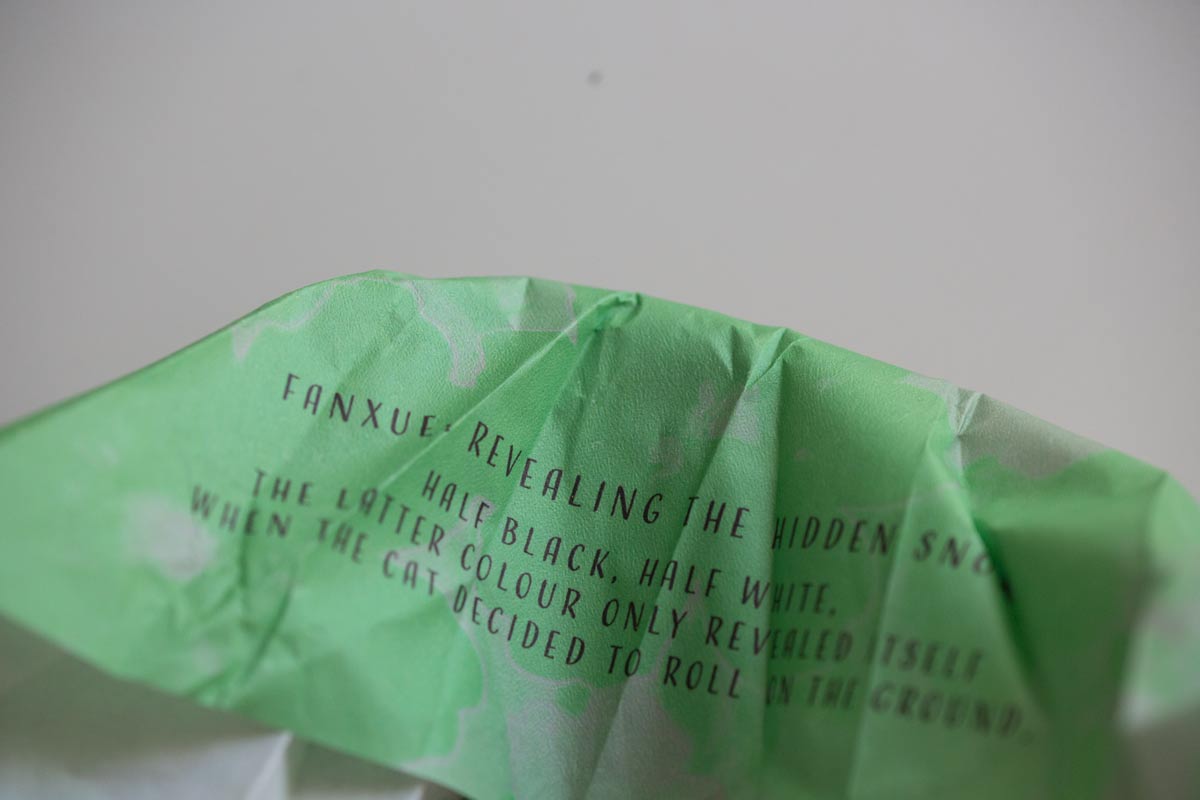 FANXUE: REVEALING THE HIDDEN SNOW
HALF BLACK, HALF WHITE.
THE LATTER COLOUR ONLY REVEALED ITSELF
WHEN THE CAT DECIDED TO ROLL ON THE GROUND.